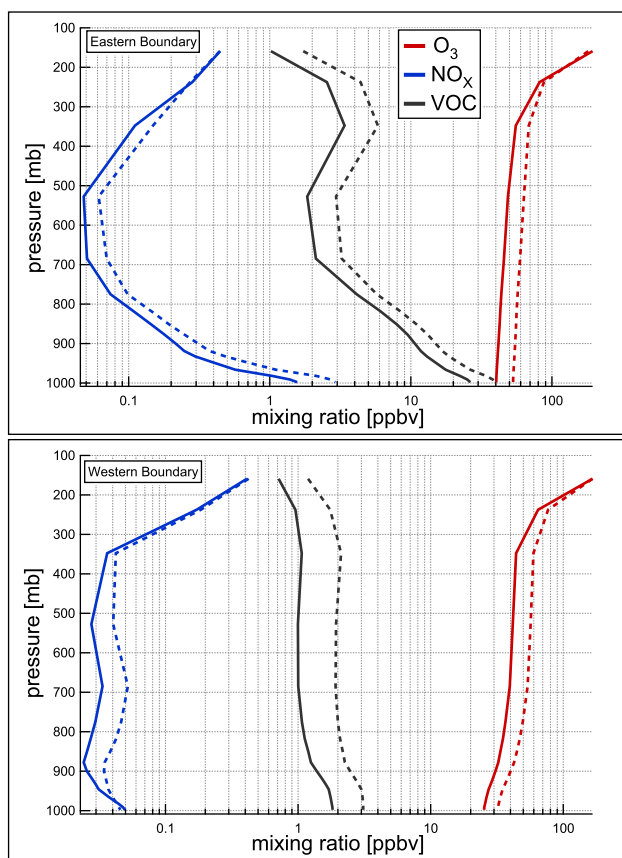 Eastern Boundary
O3
NOX
VOC
100
200
300
400
500
600
700
800
900
1000
pressure [mb]
0.1 1 10 100
mixing ratio [ppbv]
Western Boundary
100
200
300
400
500
600
700
800
900
1000
pressure [mb]
0.1 1 10 100
mixing ratio [ppbv]